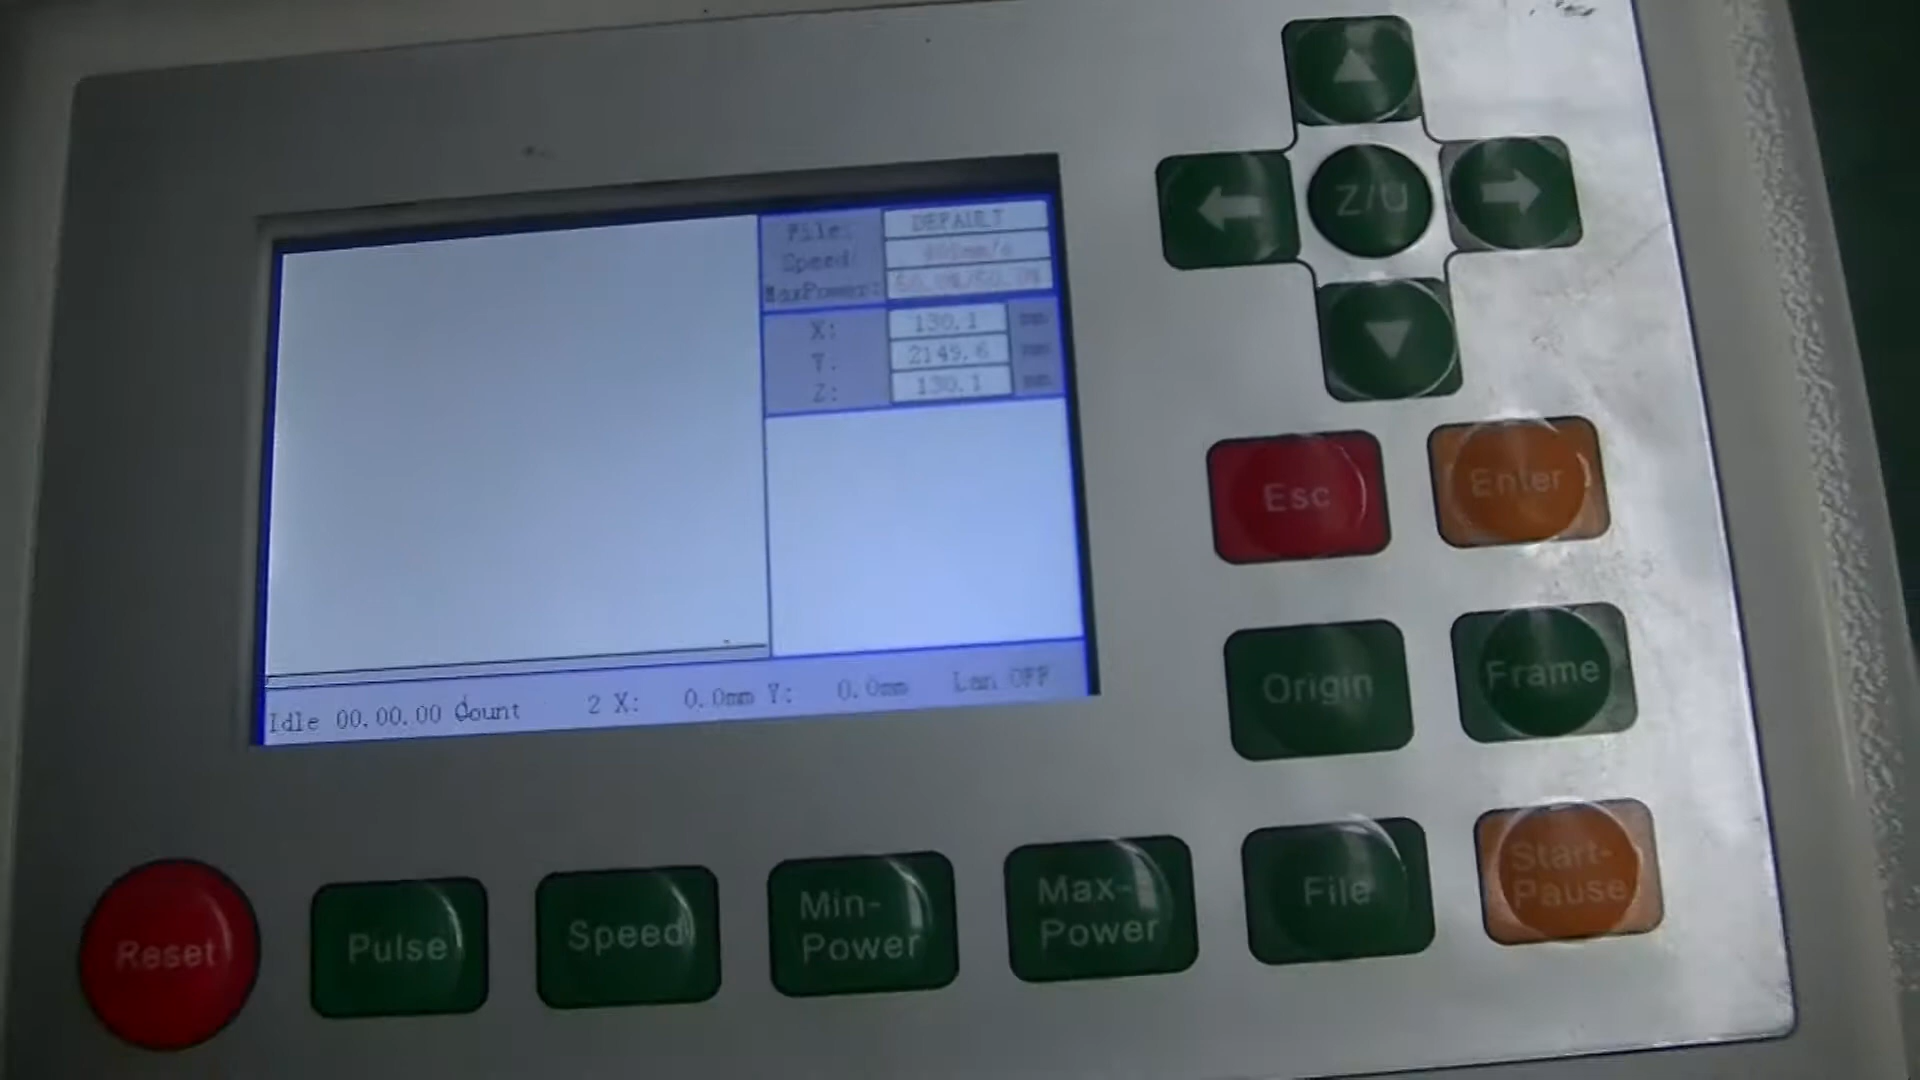 File: DEFAULT
Speed:
MaxPower:
X: 130.1 mm
Y: 2149.6 mm
Z: 130.1 mm
Idle 00.00.00 Count 2 X: 0.0mm Y: 0.0mm Lan OFF
Z/U
Esc
Enter
Origin
Frame
Reset
Pulse
Speed
Min-
Power
Max-
Power
File
Start-
Pause